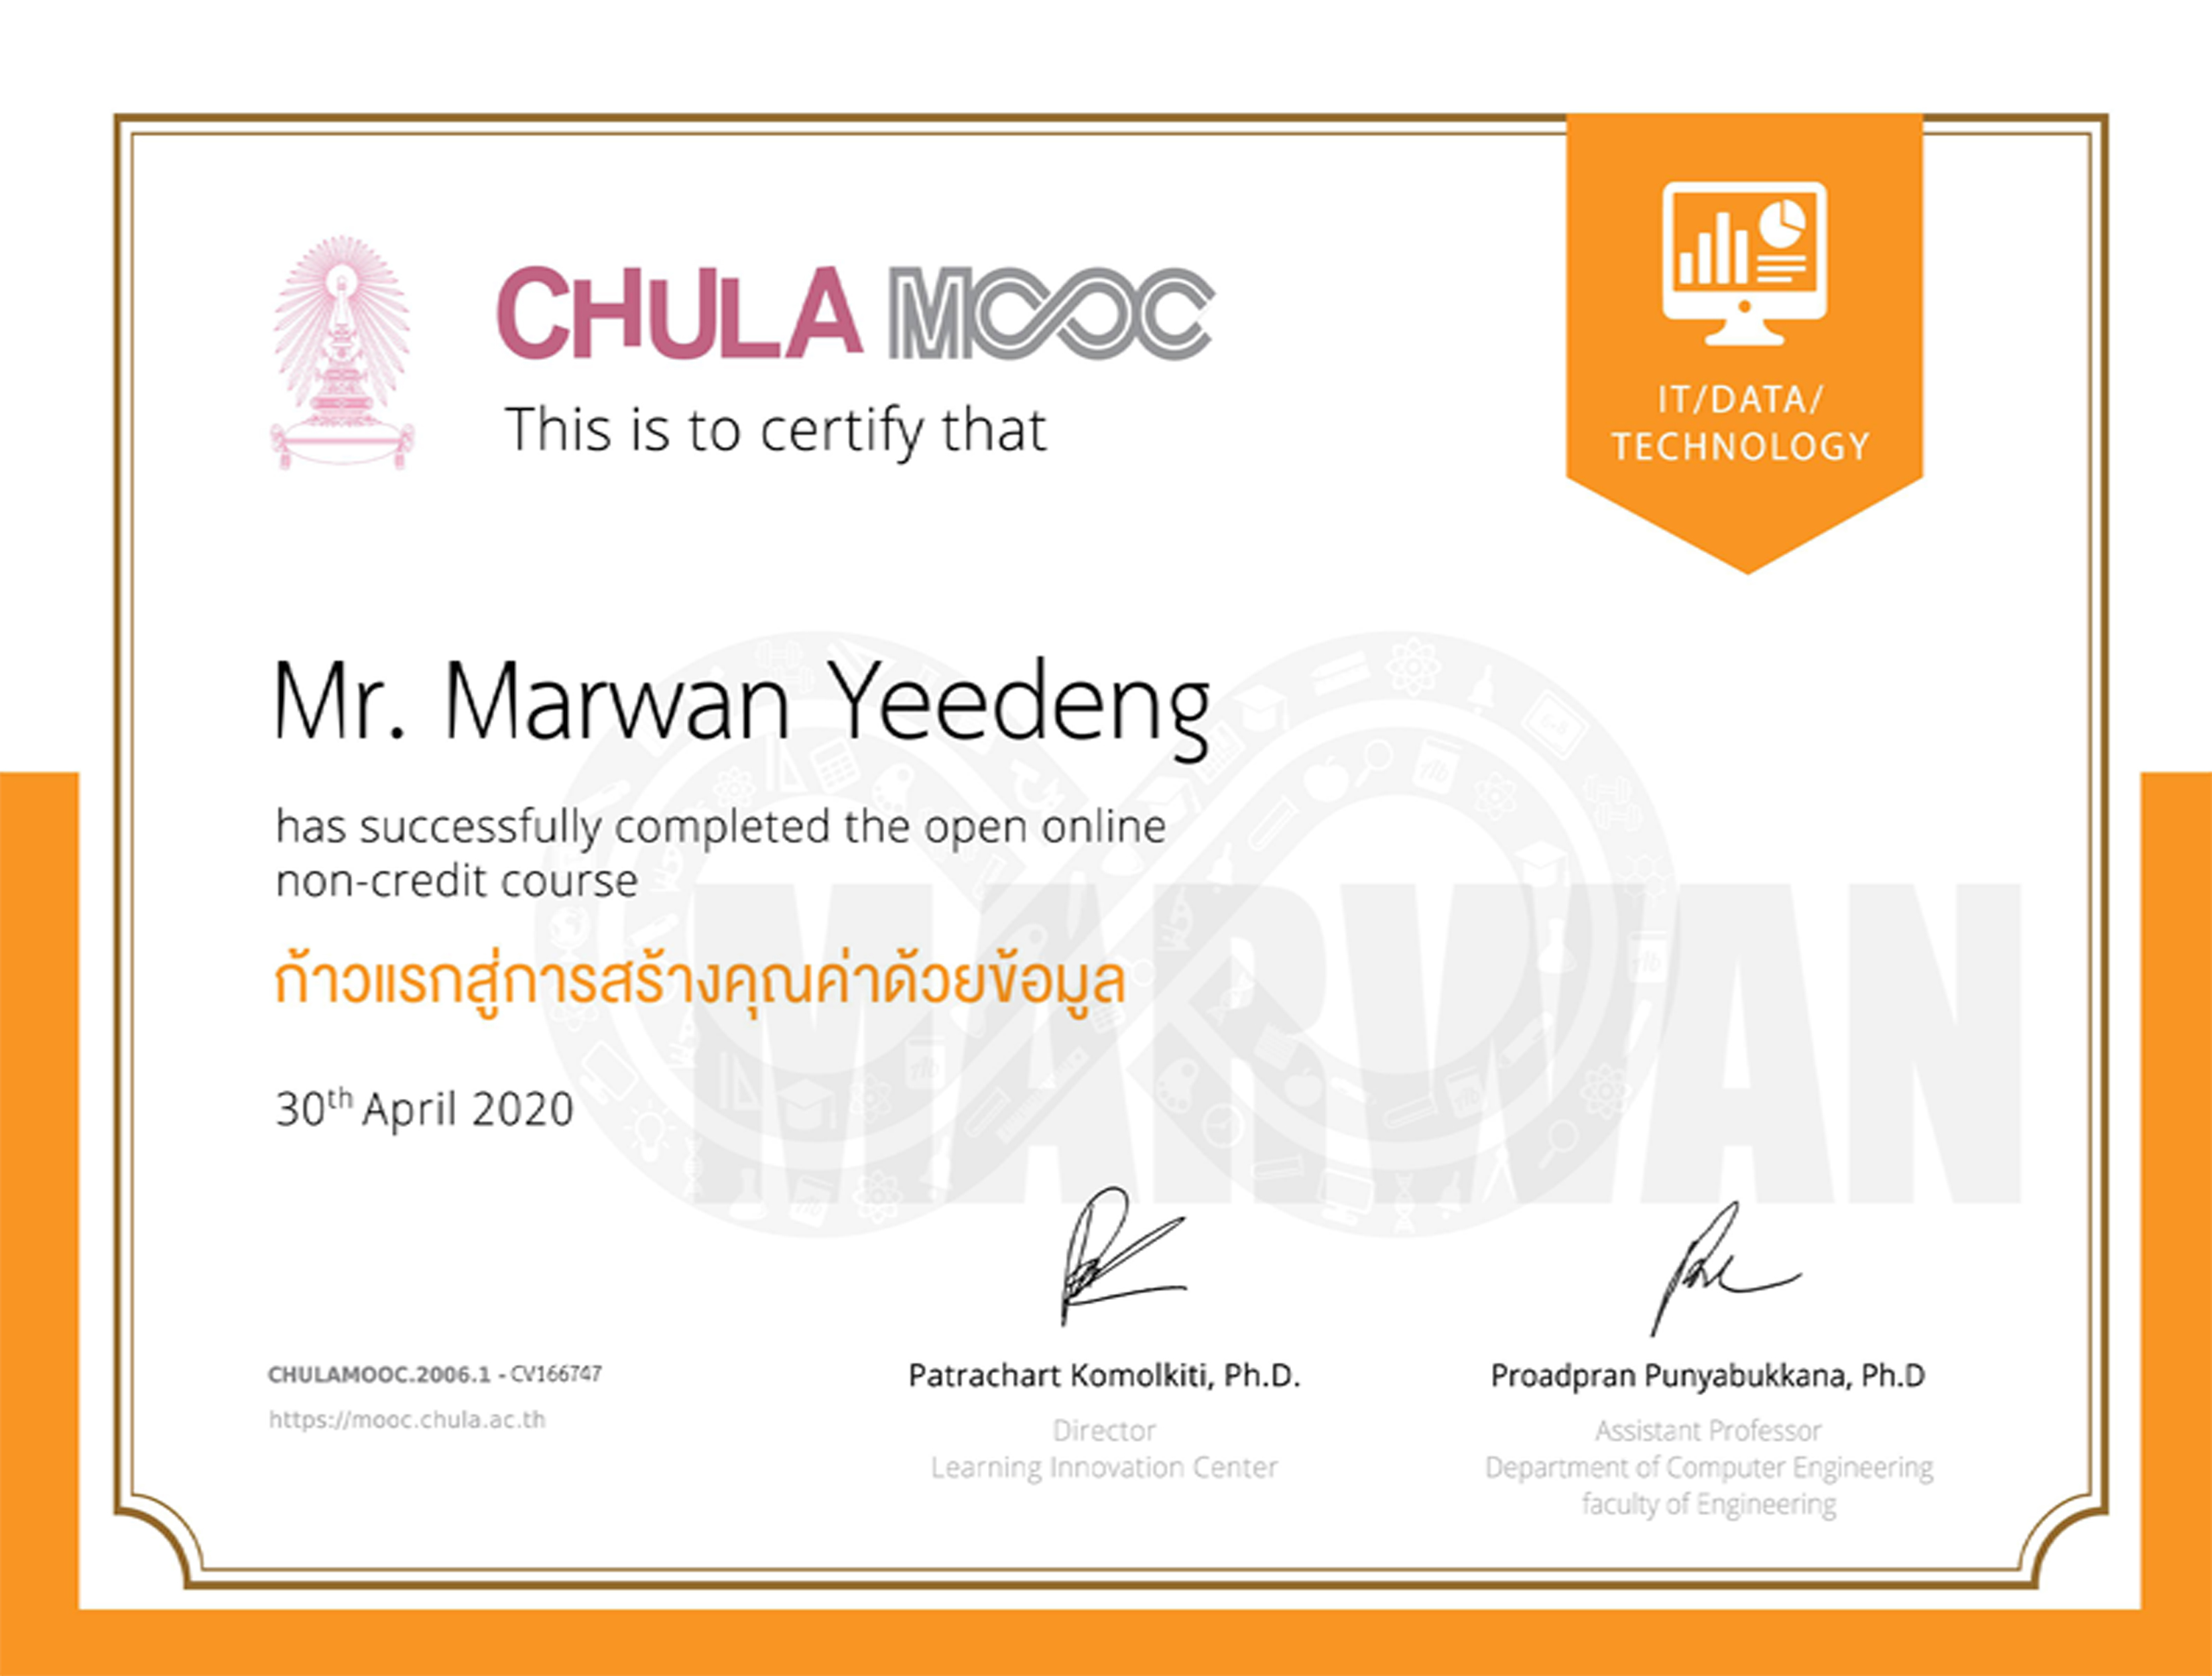 CHULA MOOC
This is to certify that
IT/DATA/
TECHNOLOGY
Mr. Marwan Yeedeng
has successfully completed the open online
non-credit course
ก้าวแรกสู่การสร้างคุณค่าด้วยข้อมูล
30th April 2020
MARWAN
CHULAMOOC.2006.1 - CV166747
https://mooc.chula.ac.th
Patrachart Komolkiti, Ph.D.
Director
Learning Innovation Center
Proadpran Punyabukkana, Ph.D
Assistant Professor
Department of Computer Engineering
faculty of Engineering